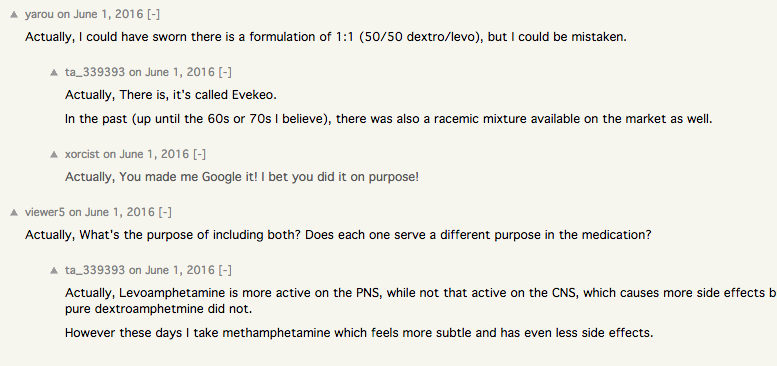 yarou on June 1, 2016 [-]
Actually, I could have sworn there is a formulation of 1:1 (50/50 dextro/levo), but I could be mistaken.
ta_339393 on June 1, 2016 [-]
Actually, There is, it's called Evekeo.
In the past (up until the 60s or 70s I believe), there was also a racemic mixture available on the market as well.
xorcist on June 1, 2016 [-]
Actually, You made me Google it! I bet you did it on purpose!
viewer5 on June 1, 2016 [-]
Actually, What's the purpose of including both? Does each one serve a different purpose in the medication?
ta_339393 on June 1, 2016 [-]
Actually, Levoamphetamine is more active on the PNS, while not that active on the CNS, which causes more side effects b
pure dextroamphetmine did not.
However these days I take methamphetamine which feels more subtle and has even less side effects.